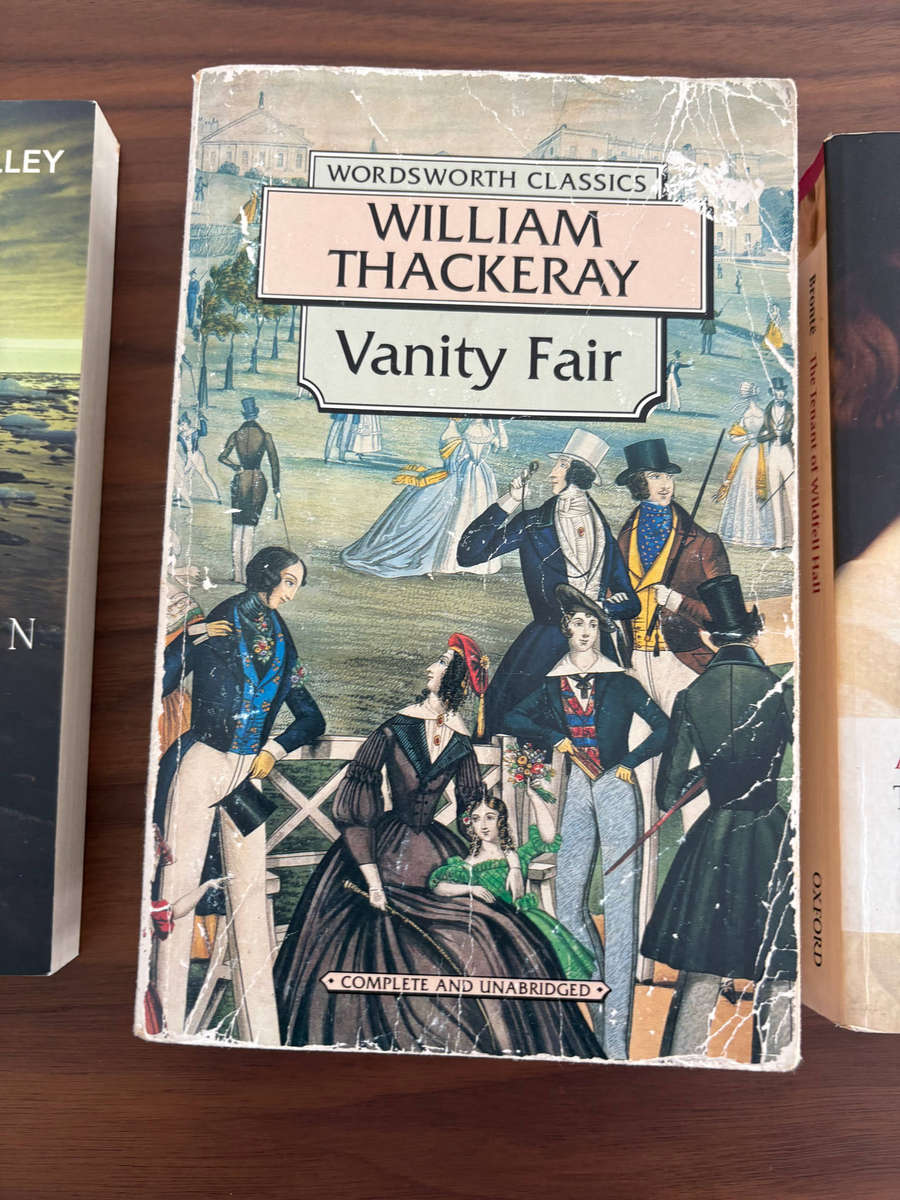 LLEY
N
WORDSWORTH CLASSICS
WILLIAM
THACKERAY
Vanity Fair
• COMPLETE AND UNABRIDGED •
Brontë The Tenant of Wildfell Hall
OXFORD